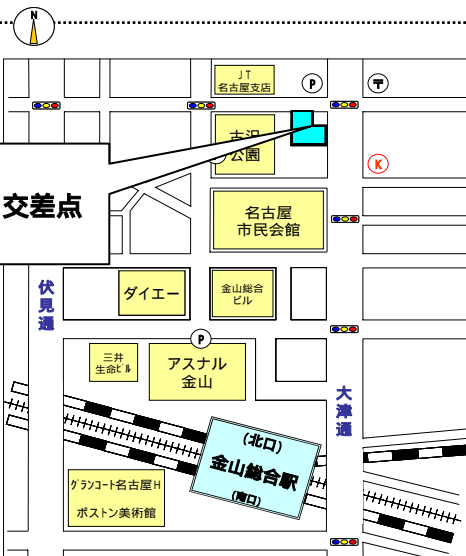 N
JT
名古屋支店
P
〒
古沢
公園
K
交差点
名古屋
市民会館
伏見通
ダイエー
金山総合
ビル
P
三井
生命ビル
アスナル
金山
大津通
(北口)
金山総合駅
(南口)
グランコート名古屋H
ボストン美術館